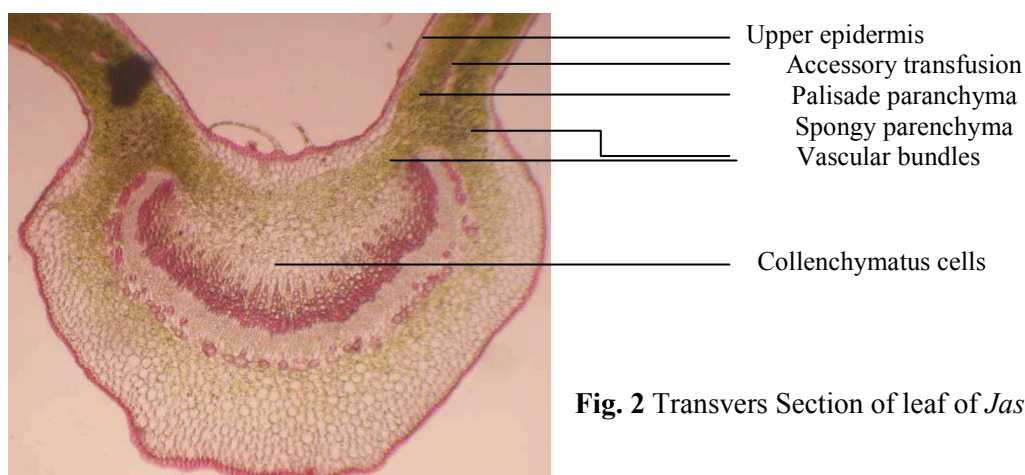 Upper epidermis
Accessory transfusion
Palisade paranchyma
Spongy parenchyma
Vascular bundles
Collenchymatus cells
Fig. 2 Transvers Section of leaf of Jas